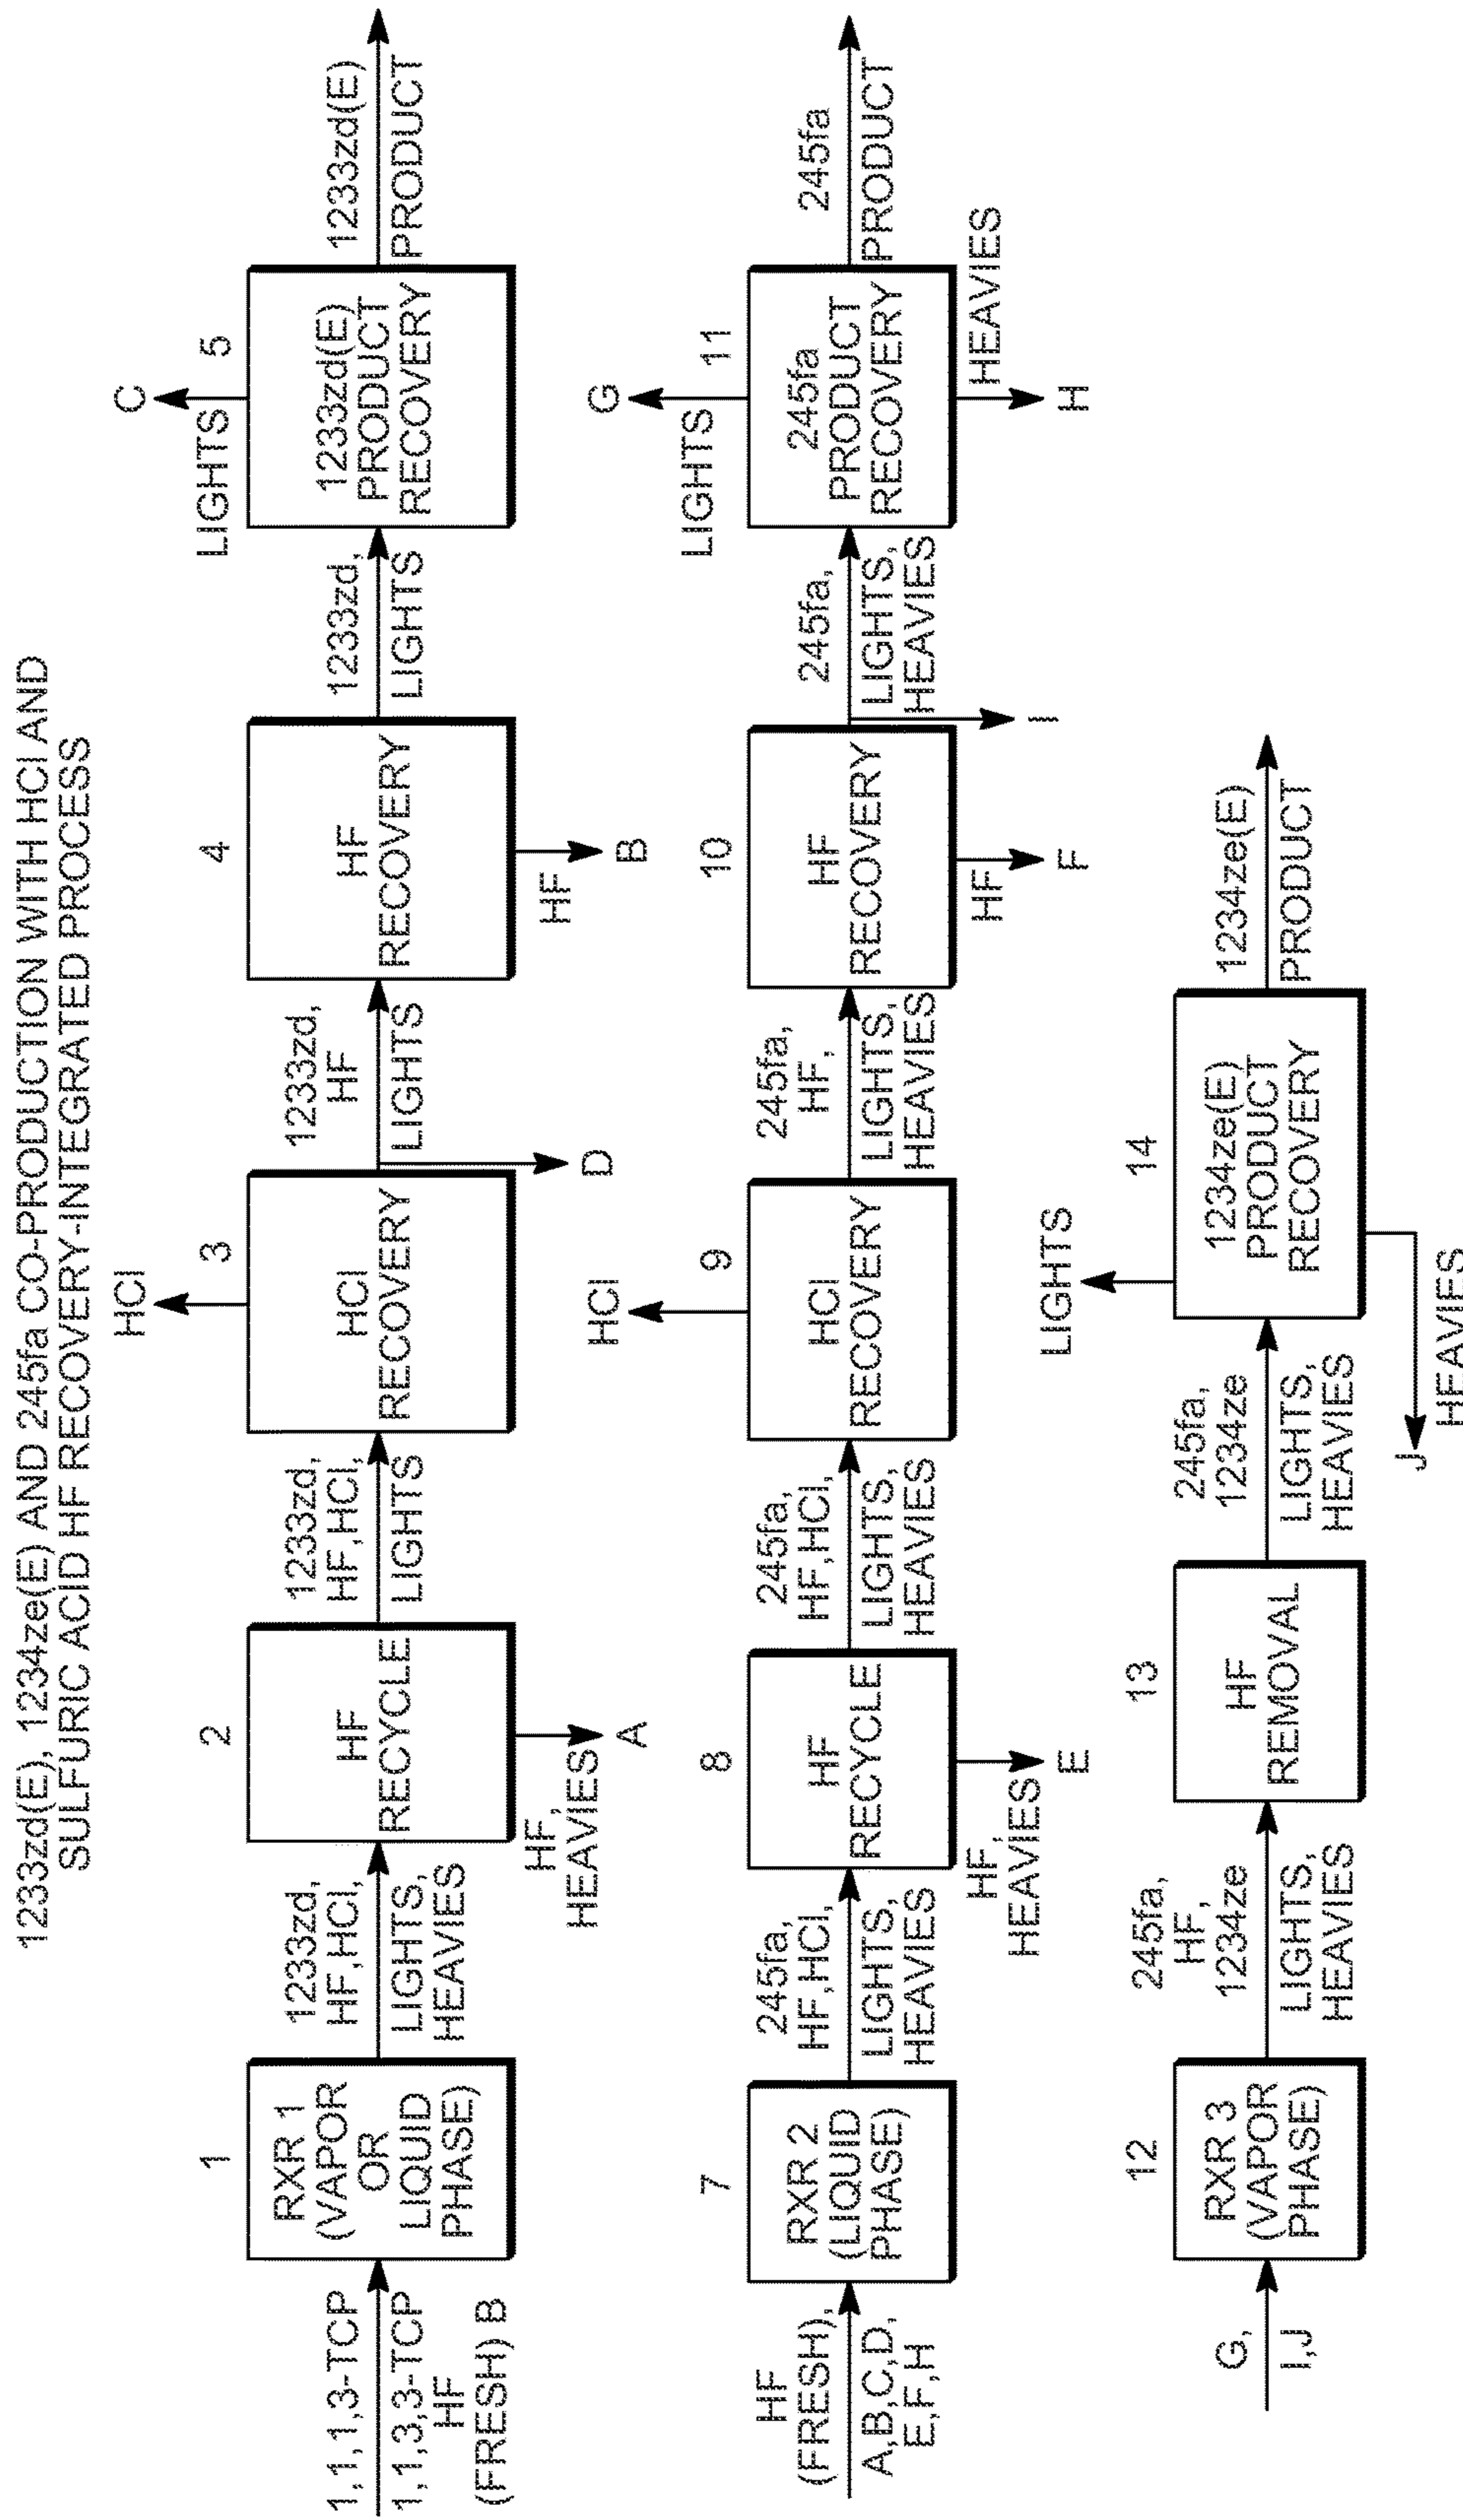 1233zd(E), 1234ze(E) AND 245fa CO-PRODUCTION WITH HCl AND
SULFURIC ACID HF RECOVERY-INTEGRATED PROCESS
1,1,1,3-TCP
1,1,3,3-TCP
HF
(FRESH) B
1
RXR 1
(VAPOR
OR
LIQUID
PHASE)
1233zd,
HF,HCl,
LIGHTS,
HEAVIES
2
HF
RECYCLE
HF,
HEAVIES
A
1233zd,
HF,HCl,
LIGHTS
HCl
3
HCl
RECOVERY
D
1233zd,
HF
LIGHTS
4
HF
RECOVERY
HF
B
1233zd,
LIGHTS
C
LIGHTS
5
1233zd(E)
PRODUCT
RECOVERY
1233zd(E)
PRODUCT
HF
(FRESH),
A,B,C,D,
E,F,H
7
RXR 2
(LIQUID
PHASE)
245fa,
HF,HCl,
LIGHTS,
HEAVIES
8
HF
RECYCLE
HF,
HEAVIES
E
245fa,
HF,HCl,
LIGHTS,
HEAVIES
HCl
9
HCl
RECOVERY
245fa,
HF,
LIGHTS,
HEAVIES
10
HF
RECOVERY
HF
F
I
245fa,
LIGHTS,
HEAVIES
G
LIGHTS
11
245fa
PRODUCT
RECOVERY
HEAVIES
H
245fa
PRODUCT
G,
I,J
12
RXR 3
(VAPOR
PHASE)
245fa,
HF,
1234ze
LIGHTS,
HEAVIES
13
HF
REMOVAL
245fa,
1234ze
LIGHTS,
HEAVIES
LIGHTS
14
1234ze(E)
PRODUCT
RECOVERY
J
HEAVIES
1234ze(E)
PRODUCT